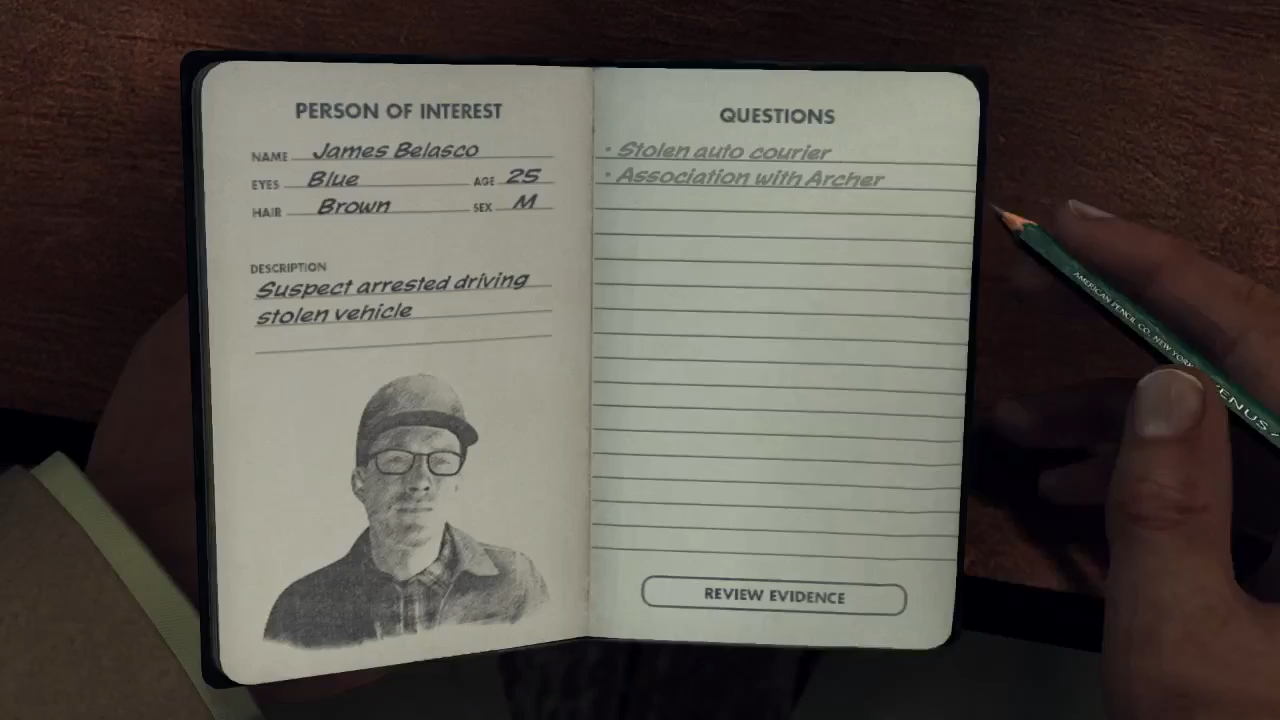 PERSON OF INTEREST
NAME James Belasco
EYES Blue AGE 25
HAIR Brown SEX M
DESCRIPTION
Suspect arrested driving
stolen vehicle
QUESTIONS
• Stolen auto courier
• Association with Archer
REVIEW EVIDENCE
AMERICAN PENCIL CO. NEW YORK
VENUS